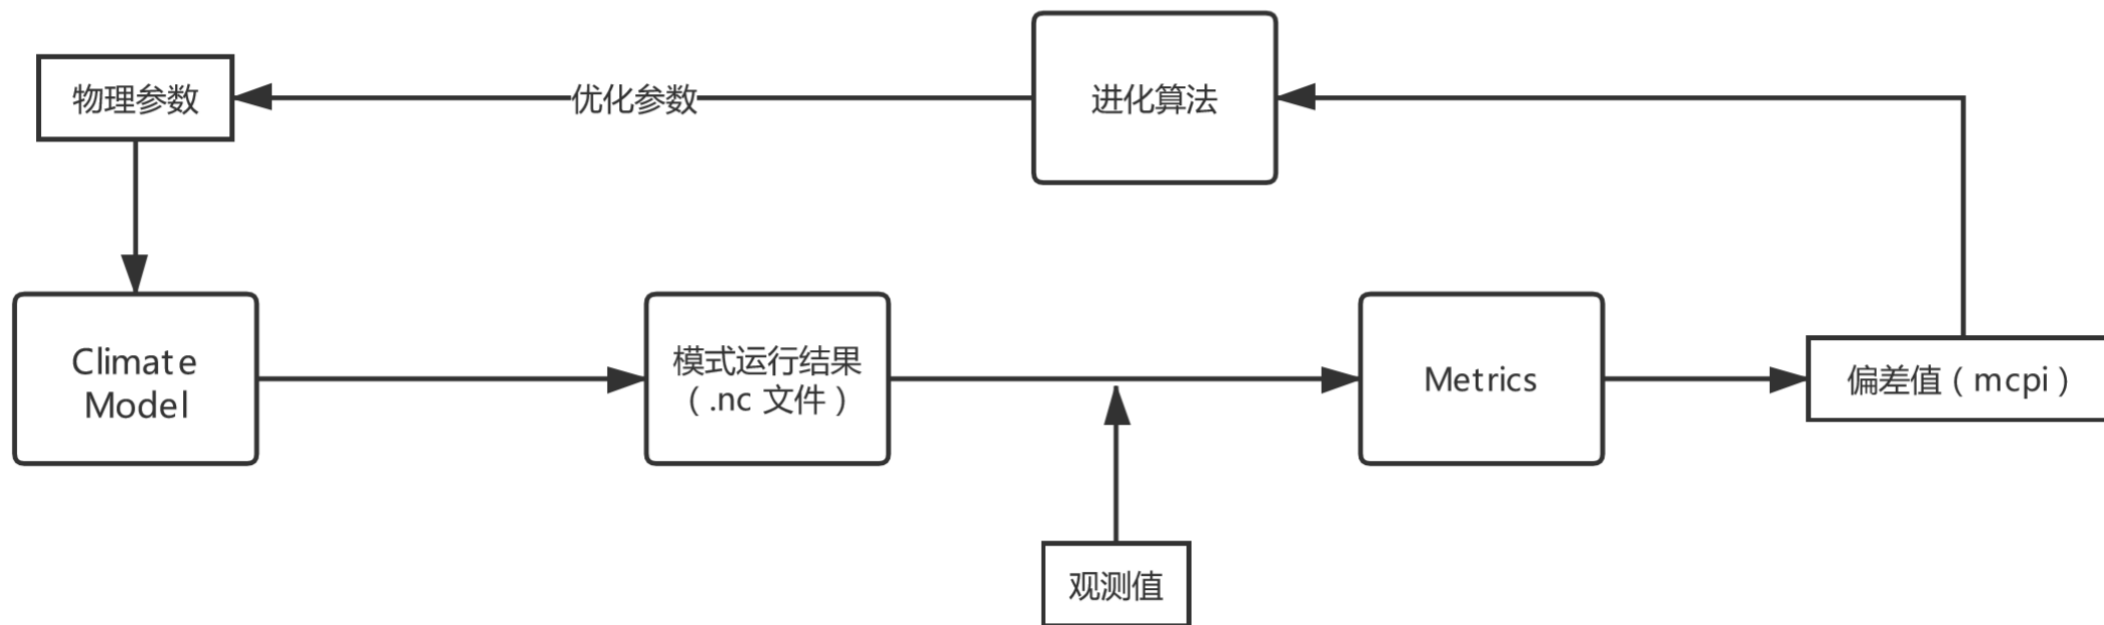 物理参数
优化参数
进化算法
Climate
Model
模式运行结果
（.nc 文件）
Metrics
偏差值（mcpi）
观测值